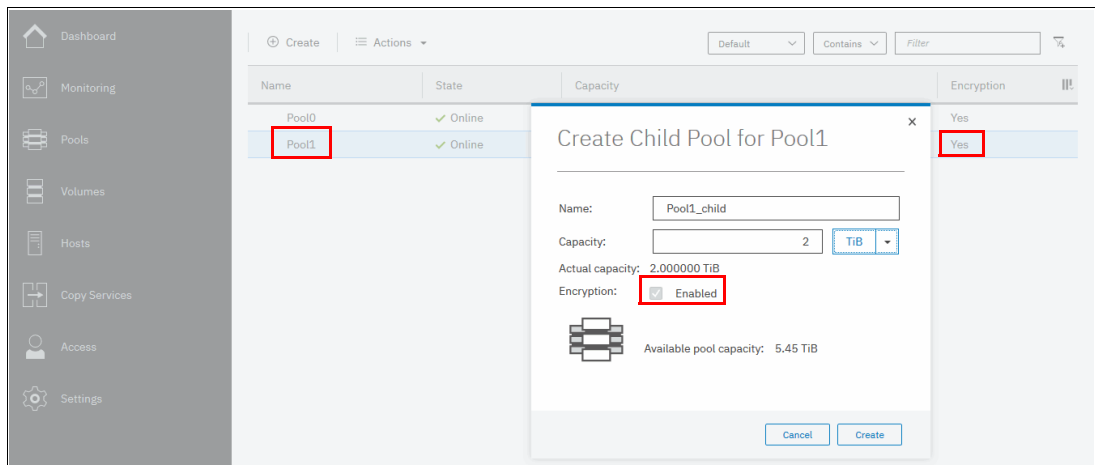 Dashboard
Monitoring
Pools
Volumes
Hosts
Copy Services
Access
Settings
Create Actions Default Contains Filter
Name State Capacity Encryption
Pool0 Online Yes
Pool1 Online Yes
Create Child Pool for Pool1
Name: Pool1_child
Capacity: 2 TiB
Actual capacity: 2.000000 TiB
Encryption: Enabled
Available pool capacity: 5.45 TiB
Cancel Create